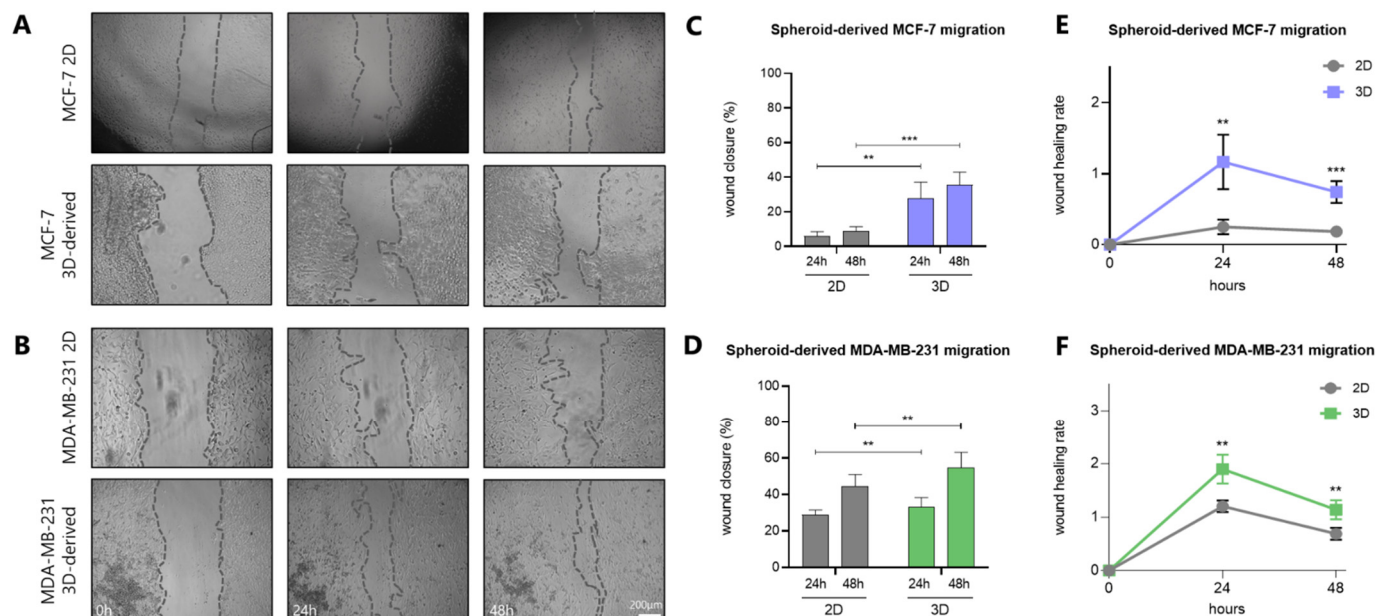 A
MCF-7 2D
MCF-7
3D-derived
B
MDA-MB-231 2D
MDA-MB-231
3D-derived
0h
24h
48h
200μm
C
Spheroid-derived MCF-7 migration
wound closure (%)
100
80
60
40
20
0
**
***
24h 48h 24h 48h
2D 3D
E
Spheroid-derived MCF-7 migration
2D
3D
wound healing rate
2
1
0
**
***
0 24 48
hours
D
Spheroid-derived MDA-MB-231 migration
wound closure (%)
100
80
60
40
20
0
**
**
24h 48h 24h 48h
2D 3D
F
Spheroid-derived MDA-MB-231 migration
2D
3D
wound healing rate
3
2
1
0
**
**
0 24 48
hours